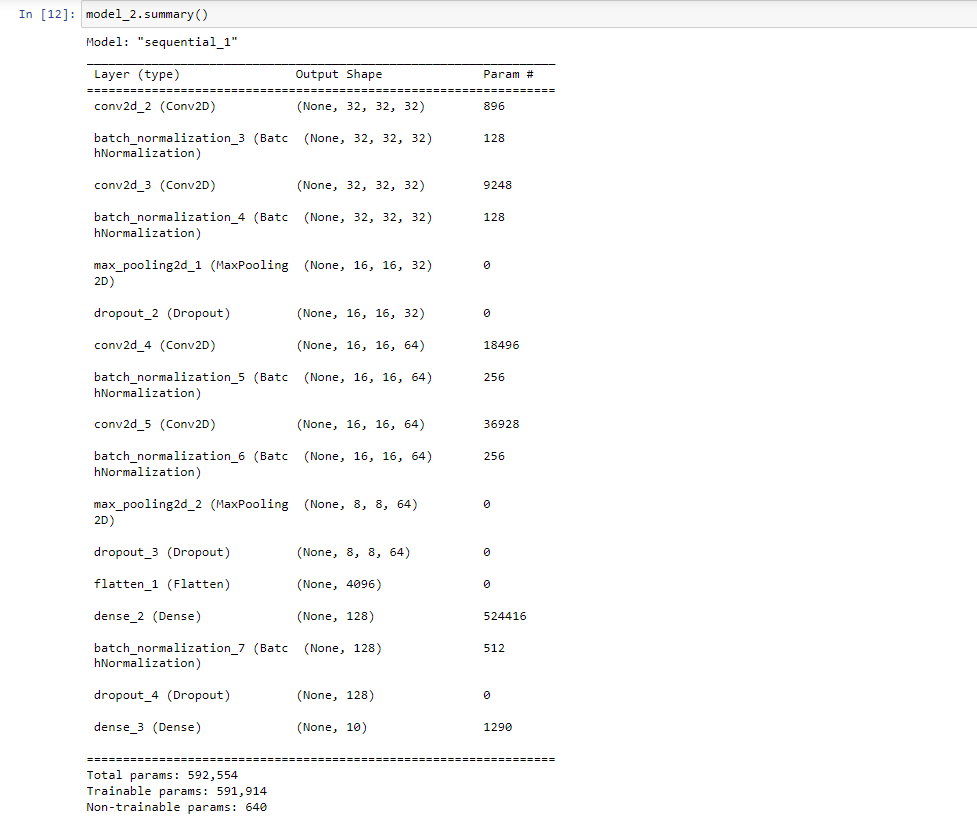 In [12]: model_2.summary()
Model: "sequential_1"
_________________________________________________________________
Layer (type) Output Shape Param #
=================================================================
conv2d_2 (Conv2D) (None, 32, 32, 32) 896
batch_normalization_3 (Batc (None, 32, 32, 32) 128
hNormalization)
conv2d_3 (Conv2D) (None, 32, 32, 32) 9248
batch_normalization_4 (Batc (None, 32, 32, 32) 128
hNormalization)
max_pooling2d_1 (MaxPooling (None, 16, 16, 32) 0
2D)
dropout_2 (Dropout) (None, 16, 16, 32) 0
conv2d_4 (Conv2D) (None, 16, 16, 64) 18496
batch_normalization_5 (Batc (None, 16, 16, 64) 256
hNormalization)
conv2d_5 (Conv2D) (None, 16, 16, 64) 36928
batch_normalization_6 (Batc (None, 16, 16, 64) 256
hNormalization)
max_pooling2d_2 (MaxPooling (None, 8, 8, 64) 0
2D)
dropout_3 (Dropout) (None, 8, 8, 64) 0
flatten_1 (Flatten) (None, 4096) 0
dense_2 (Dense) (None, 128) 524416
batch_normalization_7 (Batc (None, 128) 512
hNormalization)
dropout_4 (Dropout) (None, 128) 0
dense_3 (Dense) (None, 10) 1290
=================================================================
Total params: 592,554
Trainable params: 591,914
Non-trainable params: 640